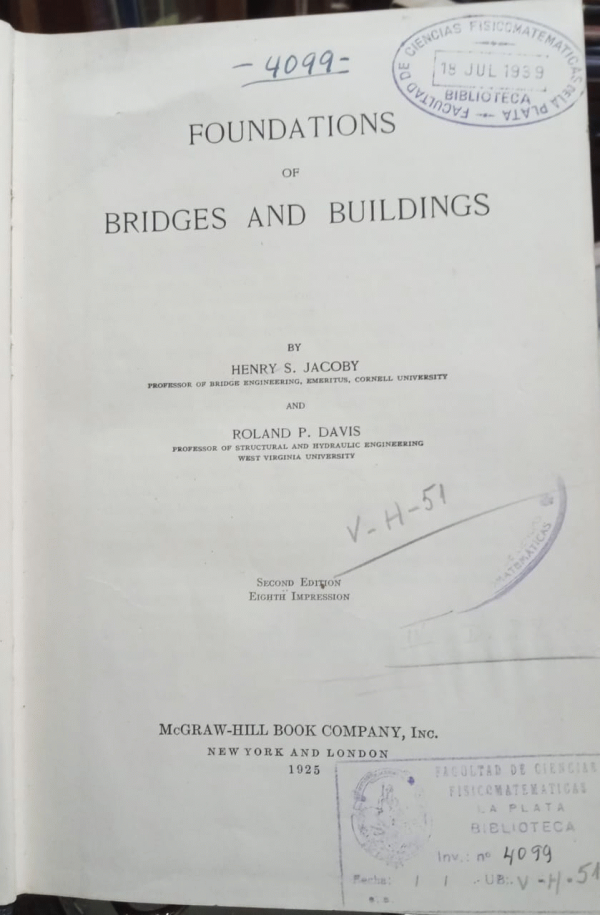 -4099=
FACULTAD DE CIENCIAS FISICOMATEMATICAS DE LA PLATA
18 JUL 1939
BIBLIOTECA
FOUNDATIONS
OF
BRIDGES AND BUILDINGS
BY
HENRY S. JACOBY
PROFESSOR OF BRIDGE ENGINEERING, EMERITUS, CORNELL UNIVERSITY
AND
ROLAND P. DAVIS
PROFESSOR OF STRUCTURAL AND HYDRAULIC ENGINEERING
WEST VIRGINIA UNIVERSITY
V-H-51
MATEMATICAS
Second Edition
Eighth Impression
McGRAW-HILL BOOK COMPANY, Inc.
NEW YORK AND LONDON
1925
FACULTAD DE CIENCIAS
FISICOMATEMATICAS
LA PLATA
BIBLIOTECA
Inv.: nº 4099
Fecha: / / - UB: V-H-51